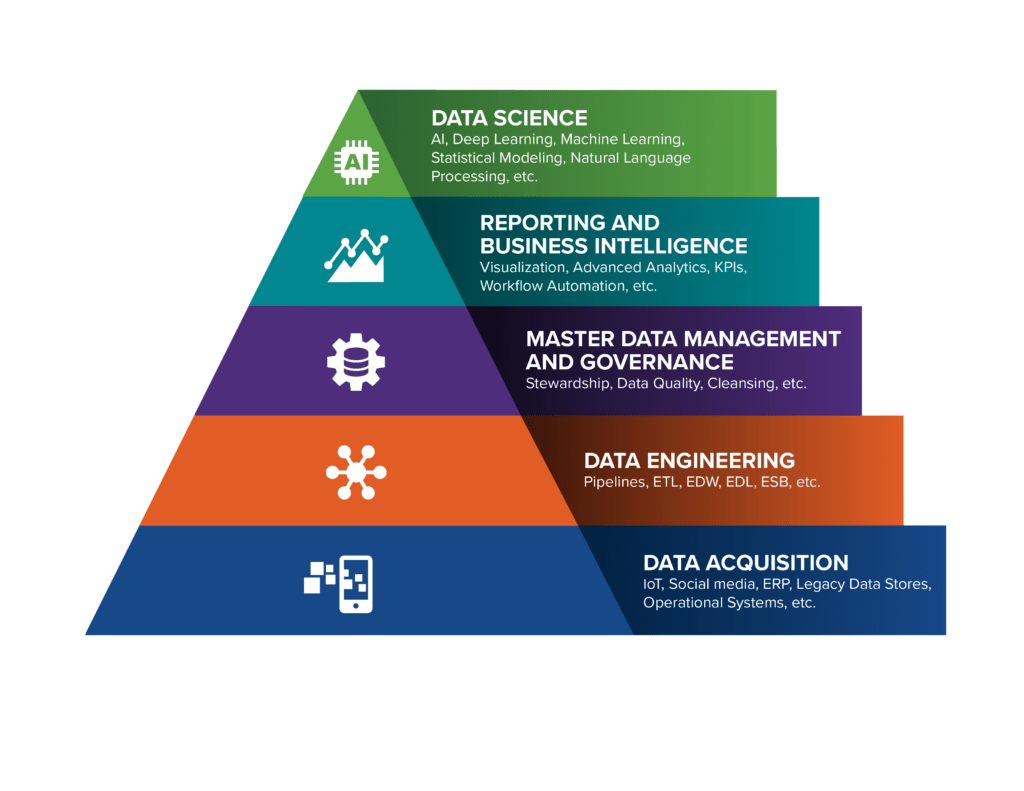 DATA SCIENCE
AI, Deep Learning, Machine Learning,
Statistical Modeling, Natural Language
Processing, etc.
AI
REPORTING AND
BUSINESS INTELLIGENCE
Visualization, Advanced Analytics, KPIs,
Workflow Automation, etc.
MASTER DATA MANAGEMENT
AND GOVERNANCE
Stewardship, Data Quality, Cleansing, etc.
DATA ENGINEERING
Pipelines, ETL, EDW, EDL, ESB, etc.
DATA ACQUISITION
IoT, Social media, ERP, Legacy Data Stores,
Operational Systems, etc.